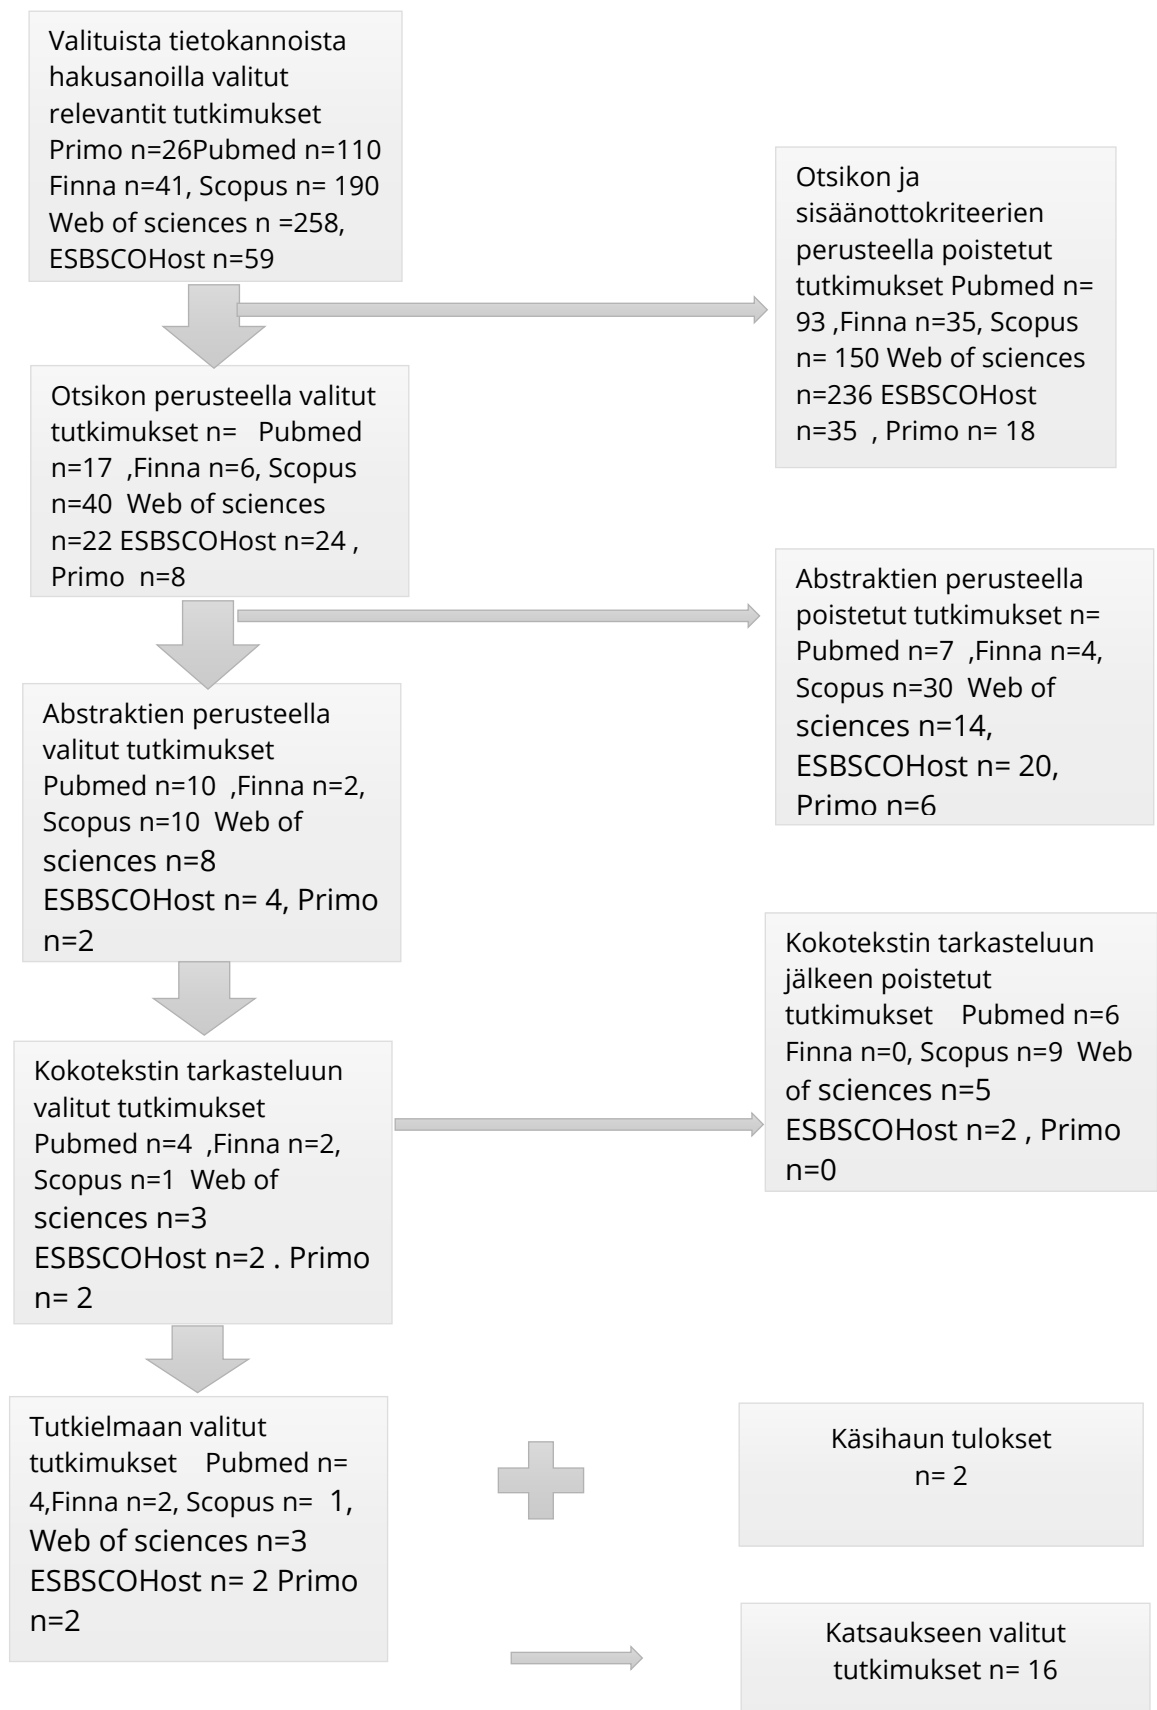 Valituista tietokannoista
hakusanoilla valitut
relevantit tutkimukset
Primo n=26Pubmed n=110
Finna n=41, Scopus n= 190
Web of sciences n =258,
ESBSCOHost n=59
Otsikon ja
sisäänottokriteerien
perusteella poistetut
tutkimukset Pubmed n=
93 ,Finna n=35, Scopus
n= 150 Web of sciences
n=236 ESBSCOHost
n=35 , Primo n= 18
Otsikon perusteella valitut
tutkimukset n= Pubmed
n=17 ,Finna n=6, Scopus
n=40 Web of sciences
n=22 ESBSCOHost n=24 ,
Primo n=8
Abstraktien perusteella
poistetut tutkimukset n=
Pubmed n=7 ,Finna n=4,
Scopus n=30 Web of
sciences n=14,
ESBSCOHost n= 20,
Primo n=6
Abstraktien perusteella
valitut tutkimukset
Pubmed n=10 ,Finna n=2,
Scopus n=10 Web of
sciences n=8
ESBSCOHost n= 4, Primo
n=2
Kokotekstin tarkasteluun
jälkeen poistetut
tutkimukset Pubmed n=6
Finna n=0, Scopus n=9 Web
of sciences n=5
ESBSCOHost n=2 , Primo
n=0
Kokotekstin tarkasteluun
valitut tutkimukset
Pubmed n=4 ,Finna n=2,
Scopus n=1 Web of
sciences n=3
ESBSCOHost n=2 . Primo
n= 2
Tutkielmaan valitut
tutkimukset Pubmed n=
4,Finna n=2, Scopus n= 1,
Web of sciences n=3
ESBSCOHost n= 2 Primo
n=2
Käsihaun tulokset
n= 2
Katsaukseen valitut
tutkimukset n= 16